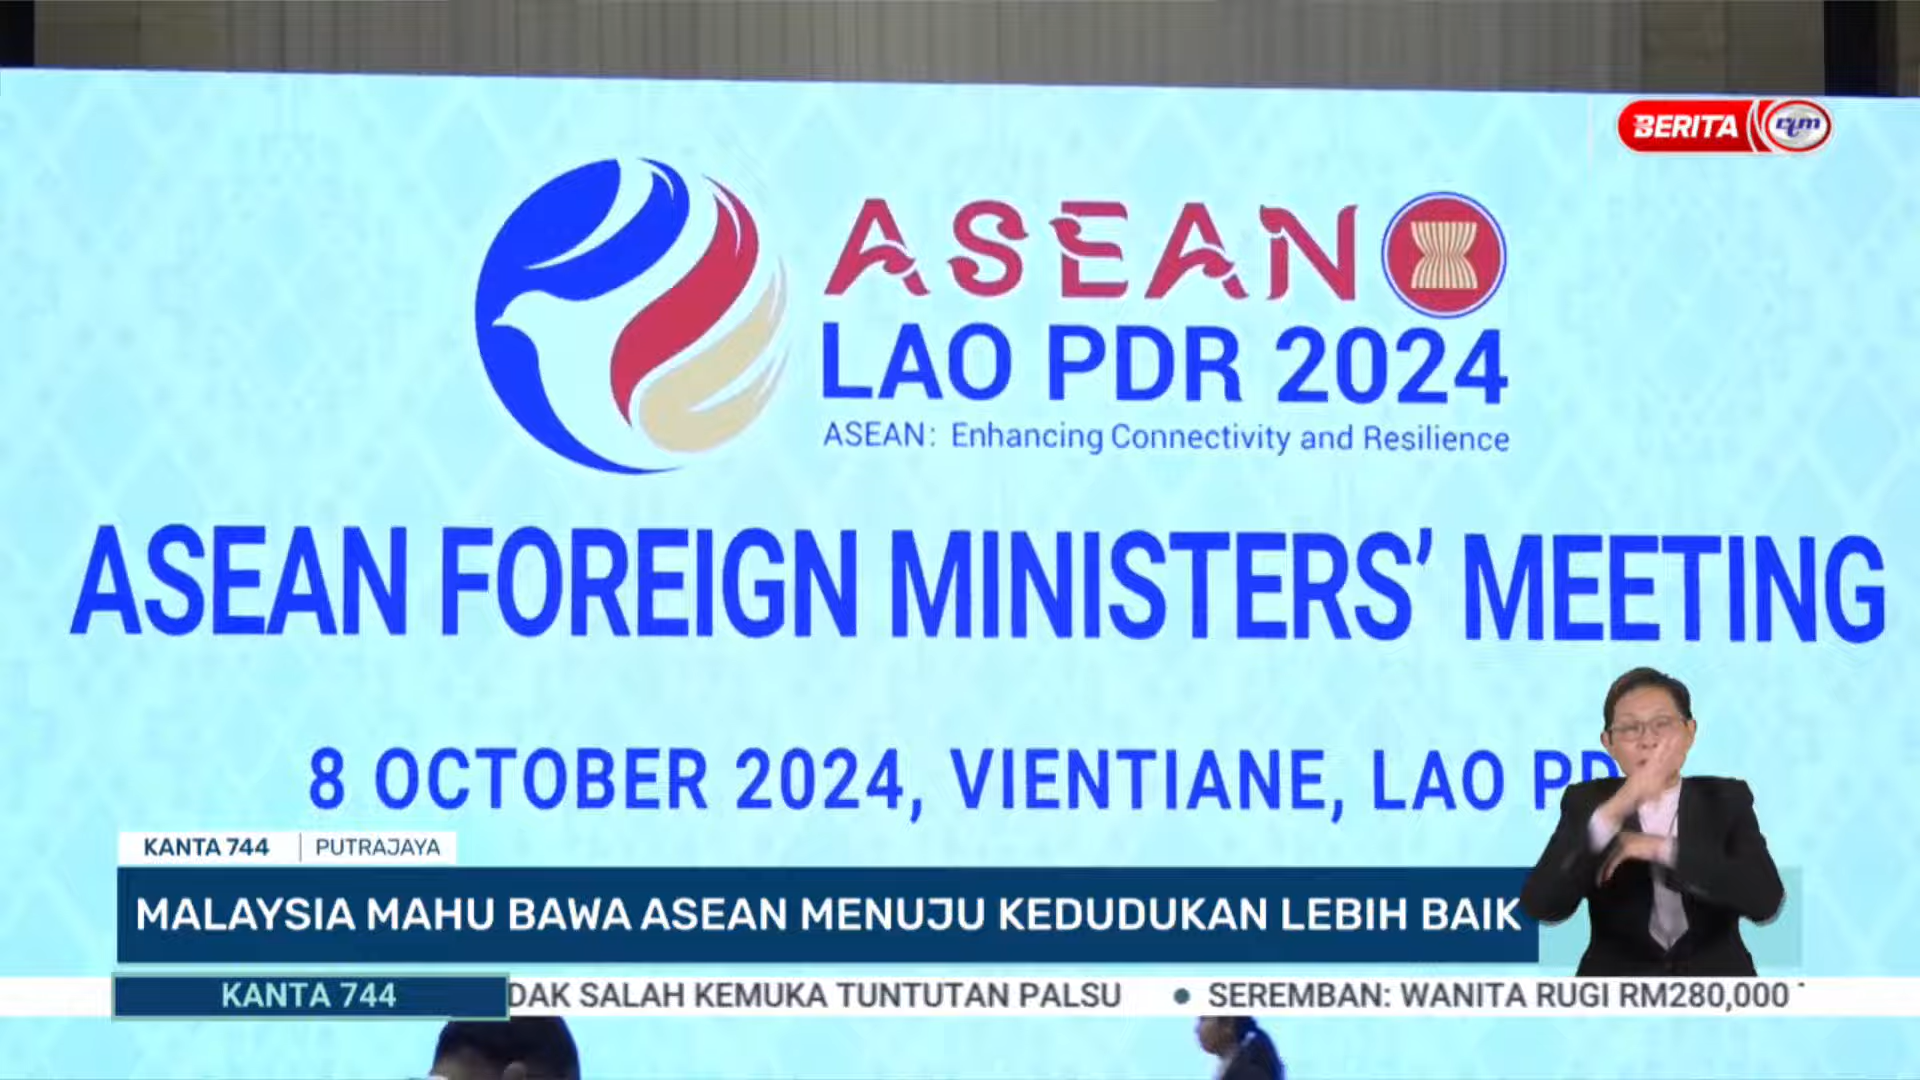 BERITA rtm
ASEAN
LAO PDR 2024
ASEAN: Enhancing Connectivity and Resilience
ASEAN FOREIGN MINISTERS’ MEETING
8 OCTOBER 2024, VIENTIANE, LAO
KANTA 744 PUTRAJAYA
MALAYSIA MAHU BAWA ASEAN MENUJU KEDUDUKAN LEBIH BAIK
KANTA 744 DAK SALAH KEMUKA TUNTUTAN PALSU • SEREMBAN: WANITA RUGI RM280,000